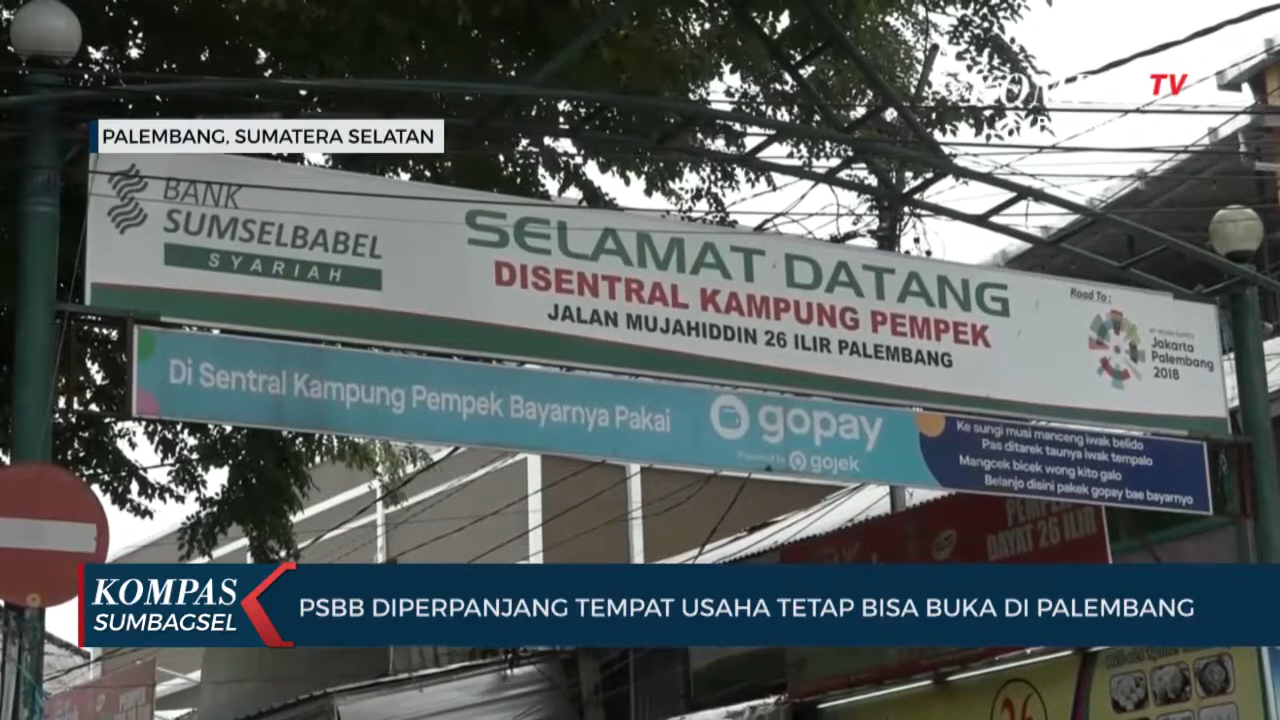 KOMPAS TV
PALEMBANG, SUMATERA SELATAN
BANK
SUMSELBABEL
SYARIAH
SELAMAT DATANG
DISENTRAL KAMPUNG PEMPEK
JALAN MUJAHIDDIN 26 ILIR PALEMBANG
Road To :
Jakarta
Palembang
2018
Di Sentral Kampung Pempek Bayarnya Pakai
gopay
gojek
Ke sungi musi manceng iwak belido
Pas ditarek taunya iwak tempalo
Mangcek bicek wong kito galo
Belanjo disini pakek gopay bae bayarnyo
DAYAT 26 ILIR
KOMPAS
SUMBAGSEL
PSBB DIPERPANJANG TEMPAT USAHA TETAP BISA BUKA DI PALEMBANG
26